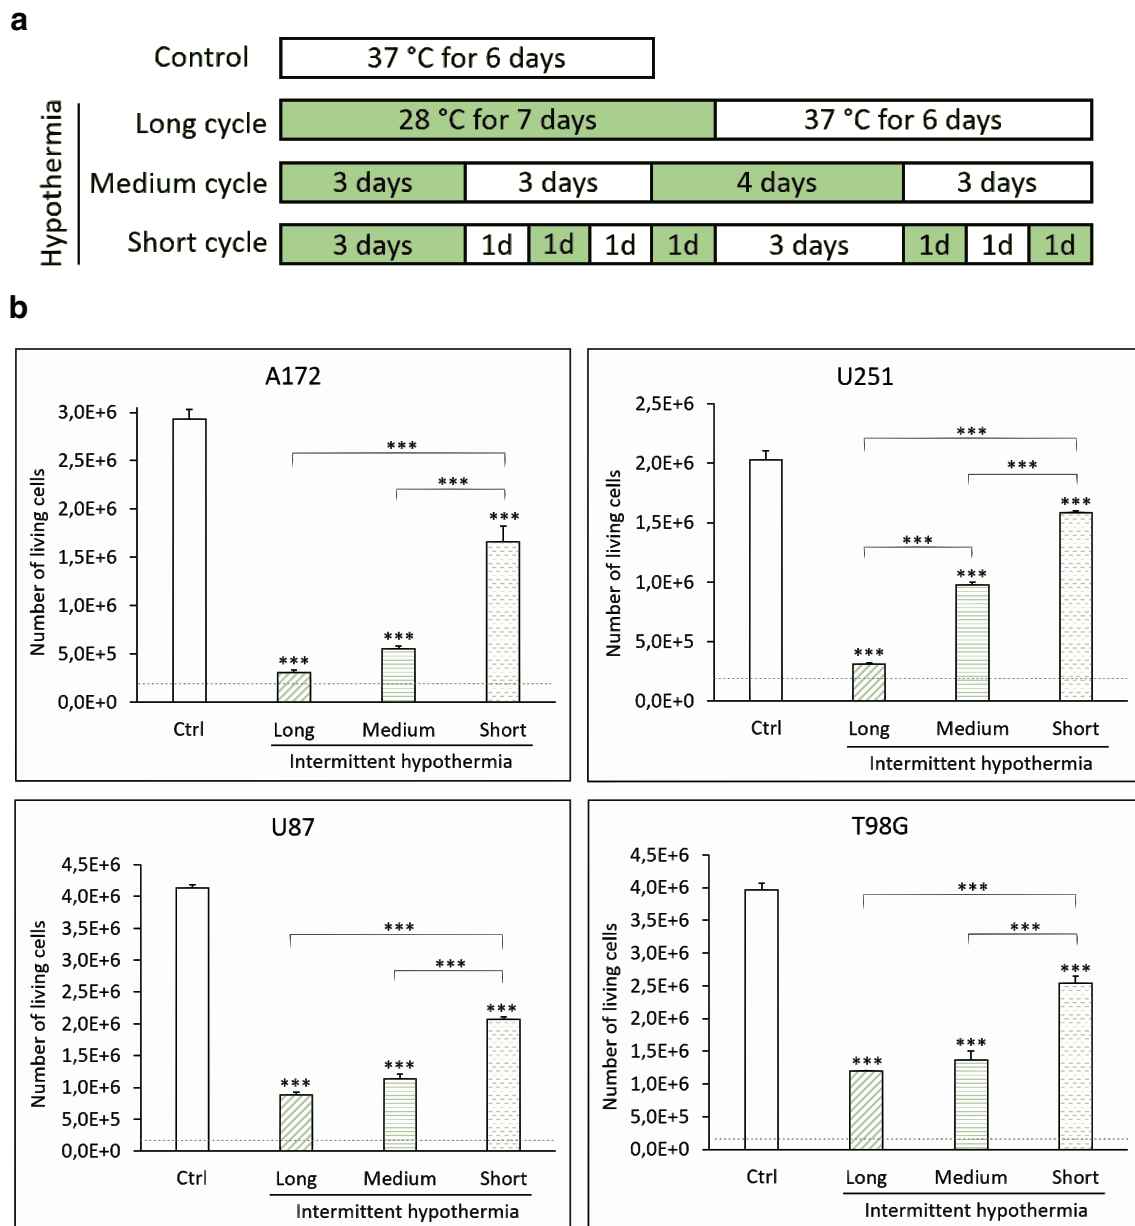 a
Control 37 °C for 6 days
Hypothermia
Long cycle 28 °C for 7 days 37 °C for 6 days
Medium cycle 3 days 3 days 4 days 3 days
Short cycle 3 days 1d 1d 1d 1d 3 days 1d 1d 1d
b
A172
Number of living cells
3,0E+6
2,5E+6
2,0E+6
1,5E+6
1,0E+6
5,0E+5
0,0E+0
***
***
***
***
***
Ctrl Long Medium Short
Intermittent hypothermia
U251
Number of living cells
2,5E+6
2,0E+6
1,5E+6
1,0E+6
5,0E+5
0,0E+0
***
***
***
***
***
***
Ctrl Long Medium Short
Intermittent hypothermia
U87
Number of living cells
4,5E+6
4,0E+6
3,5E+6
3,0E+6
2,5E+6
2,0E+6
1,5E+6
1,0E+6
5,0E+5
0,0E+0
***
***
***
***
***
Ctrl Long Medium Short
Intermittent hypothermia
T98G
Number of living cells
4,5E+6
4,0E+6
3,5E+6
3,0E+6
2,5E+6
2,0E+6
1,5E+6
1,0E+6
5,0E+5
0,0E+0
***
***
***
***
***
Ctrl Long Medium Short
Intermittent hypothermia